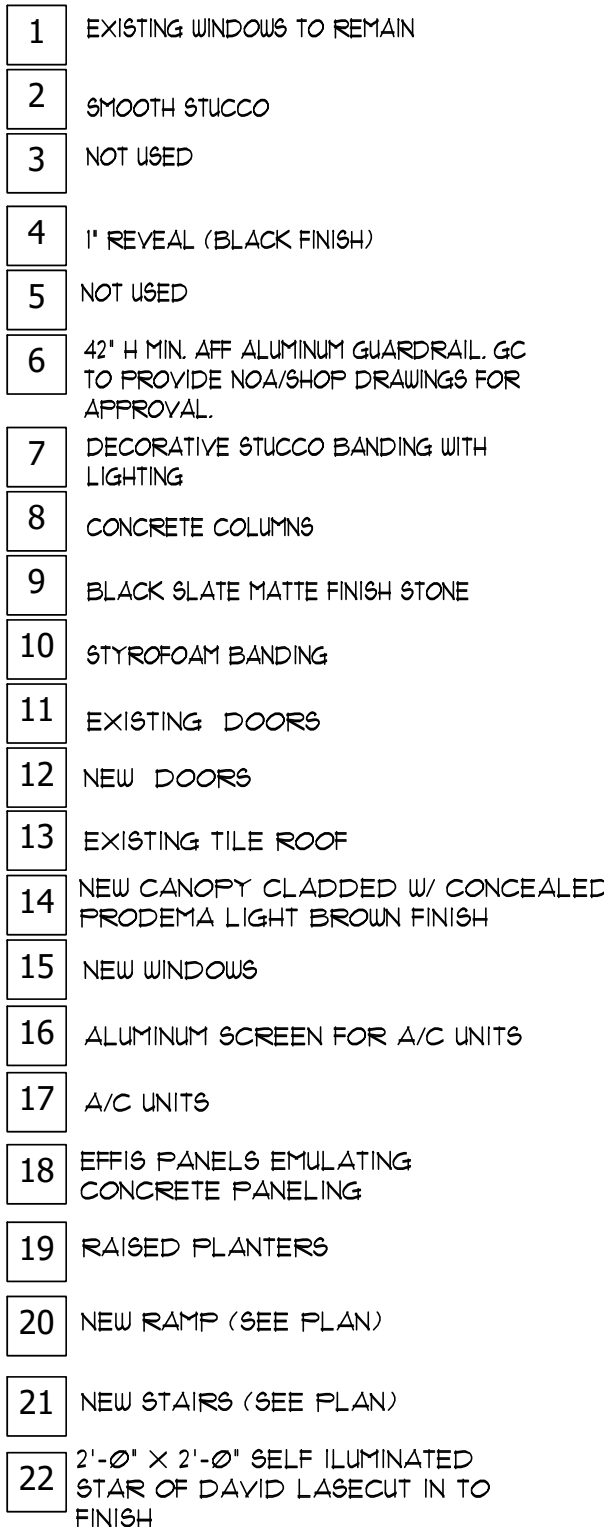 1 EXISTING WINDOWS TO REMAIN
2 SMOOTH STUCCO
3 NOT USED
4 1" REVEAL (BLACK FINISH)
5 NOT USED
6 42" H MIN. AFF ALUMINUM GUARDRAIL. GC
TO PROVIDE NOA/SHOP DRAWINGS FOR
APPROVAL.
7 DECORATIVE STUCCO BANDING WITH
LIGHTING
8 CONCRETE COLUMNS
9 BLACK SLATE MATTE FINISH STONE
10 STYROFOAM BANDING
11 EXISTING DOORS
12 NEW DOORS
13 EXISTING TILE ROOF
14 NEW CANOPY CLADDED W/ CONCEALED
PRODEMA LIGHT BROWN FINISH
15 NEW WINDOWS
16 ALUMINUM SCREEN FOR A/C UNITS
17 A/C UNITS
18 EFFIS PANELS EMULATING
CONCRETE PANELING
19 RAISED PLANTERS
20 NEW RAMP (SEE PLAN)
21 NEW STAIRS (SEE PLAN)
22 2'-0" X 2'-0" SELF ILUMINATED
STAR OF DAVID LASECUT IN TO
FINISH